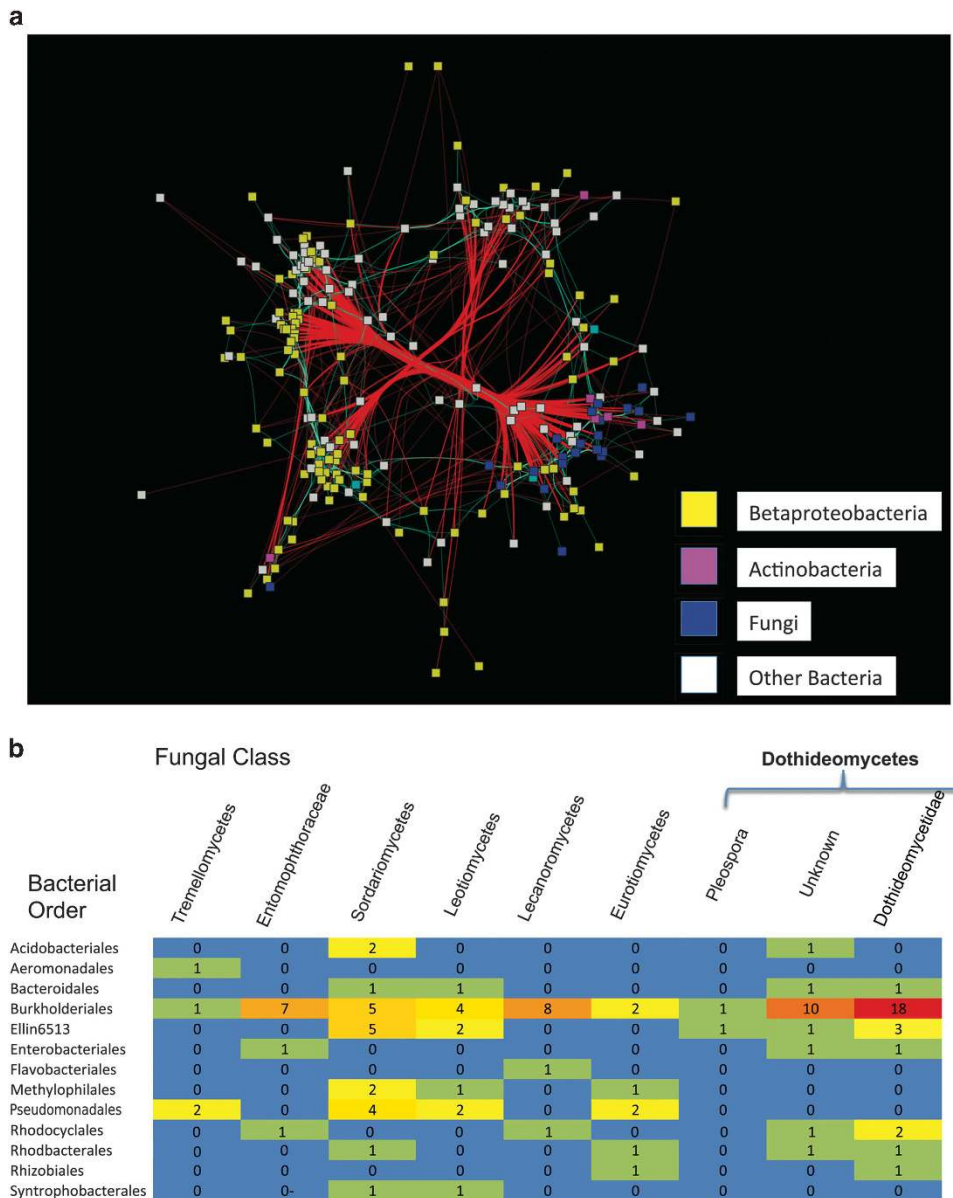 a
Betaproteobacteria
Actinobacteria
Fungi
Other Bacteria
b
Fungal Class
Dothideomycetes
Tremellomycetes
Entomophthoraceae
Sordariomycetes
Leotiomycetes
Lecanoromycetes
Eurotiomycetes
Pleospora
Unknown
Dothideomycetidae
Bacterial
Order
Acidobacteriales 0 0 2 0 0 0 0 1 0
Aeromonadales 1 0 0 0 0 0 0 0 0
Bacteroidales 0 0 1 1 0 0 0 1 1
Burkholderiales 1 7 5 4 8 2 1 10 18
Ellin6513 0 0 5 2 0 0 1 1 3
Enterobacteriales 0 1 0 0 0 0 0 1 1
Flavobacteriales 0 0 0 0 1 0 0 0 0
Methylophilales 0 0 2 1 0 1 0 0 0
Pseudomonadales 2 0 4 2 0 2 0 0 0
Rhodocyclales 0 1 0 0 1 0 0 1 2
Rhodbacterales 0 0 1 0 0 1 0 1 1
Rhizobiales 0 0 0 0 0 1 0 0 1
Syntrophobacterales 0 0- 1 1 0 0 0 0 0